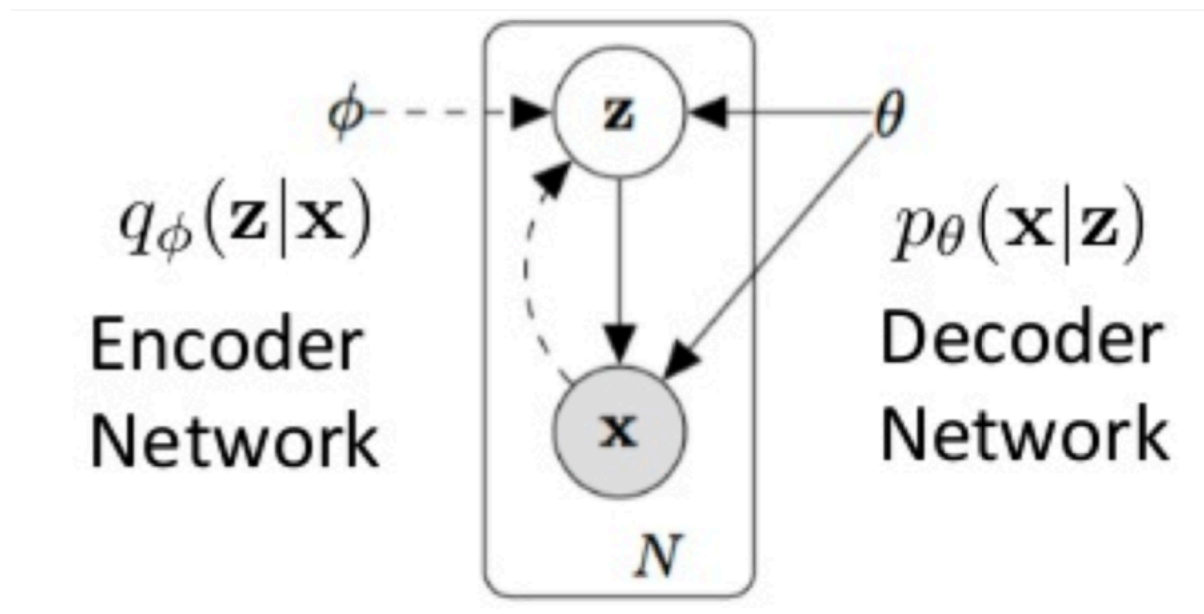 ϕ
z
θ
q_ϕ(z|x)
Encoder
Network
p_θ(x|z)
Decoder
Network
x
N